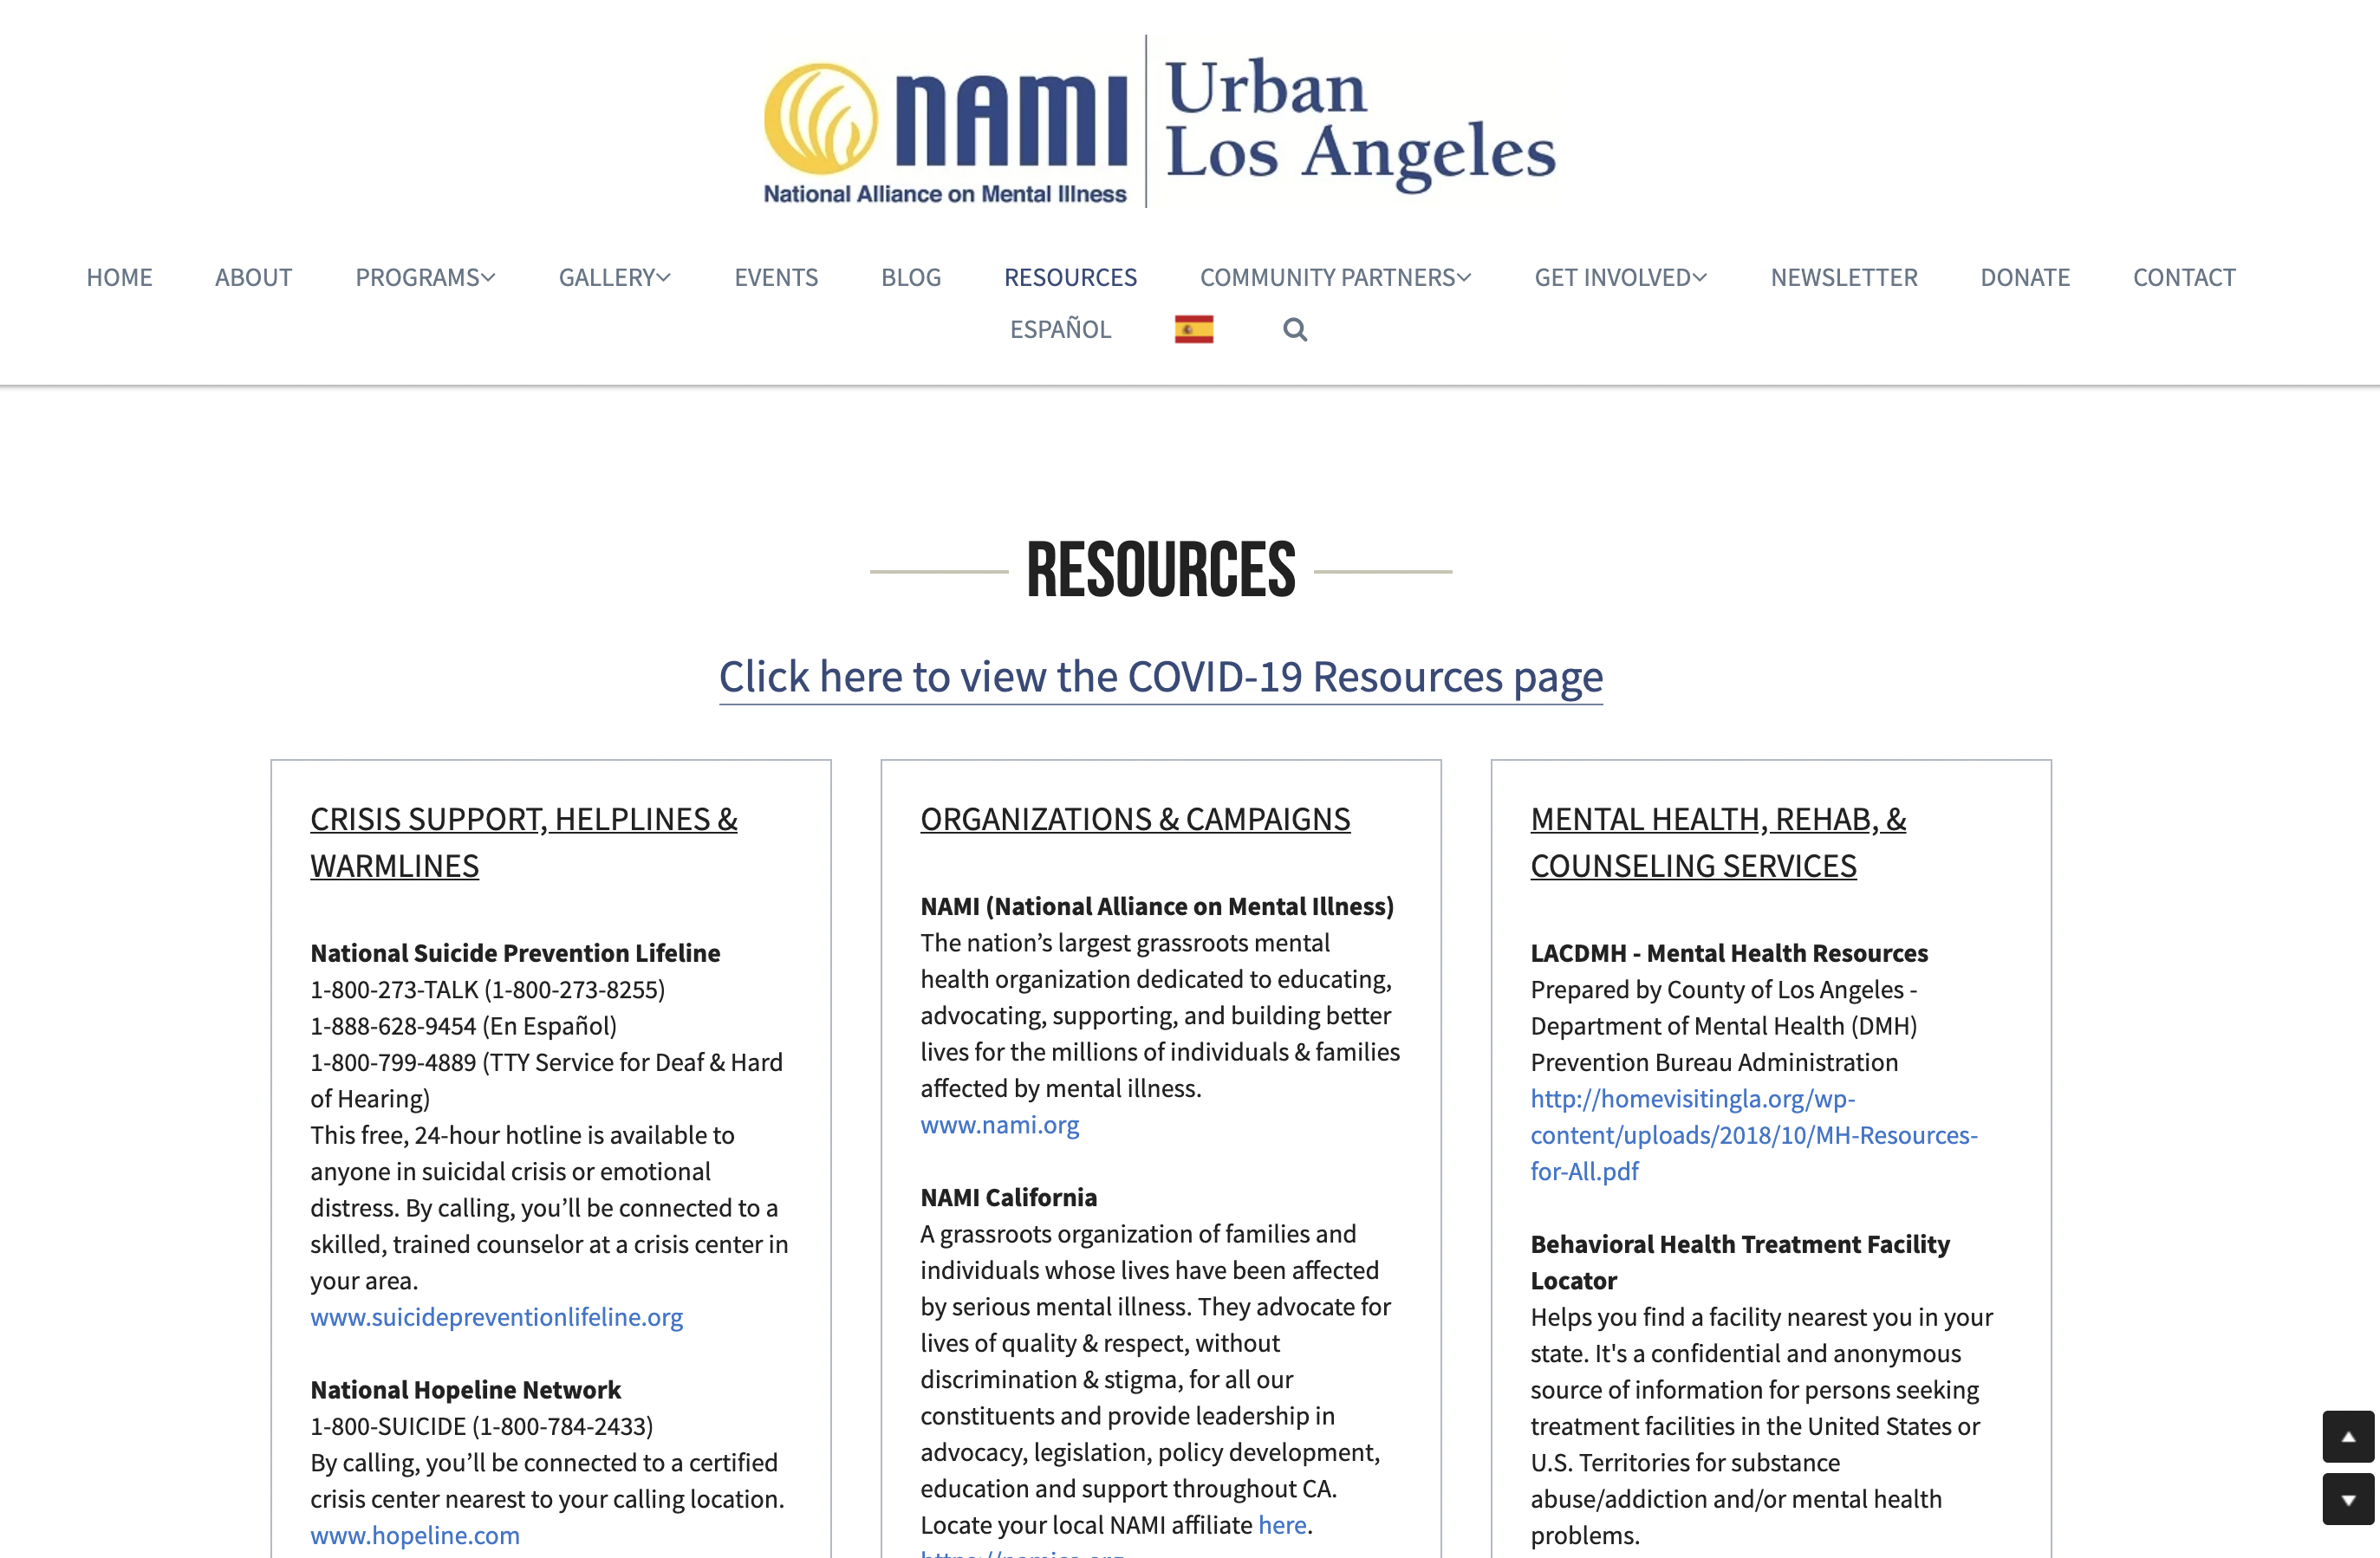 nami
National Alliance on Mental Illness
Urban
Los Angeles
HOME ABOUT PROGRAMS GALLERY EVENTS BLOG RESOURCES COMMUNITY PARTNERS GET INVOLVED NEWSLETTER DONATE CONTACT
ESPAÑOL
RESOURCES
Click here to view the COVID-19 Resources page
CRISIS SUPPORT, HELPLINES &
WARMLINES
National Suicide Prevention Lifeline
1-800-273-TALK (1-800-273-8255)
1-888-628-9454 (En Español)
1-800-799-4889 (TTY Service for Deaf & Hard
of Hearing)
This free, 24-hour hotline is available to
anyone in suicidal crisis or emotional
distress. By calling, you’ll be connected to a
skilled, trained counselor at a crisis center in
your area.
www.suicidepreventionlifeline.org
National Hopeline Network
1-800-SUICIDE (1-800-784-2433)
By calling, you’ll be connected to a certified
crisis center nearest to your calling location.
www.hopeline.com
ORGANIZATIONS & CAMPAIGNS
NAMI (National Alliance on Mental Illness)
The nation’s largest grassroots mental
health organization dedicated to educating,
advocating, supporting, and building better
lives for the millions of individuals & families
affected by mental illness.
www.nami.org
NAMI California
A grassroots organization of families and
individuals whose lives have been affected
by serious mental illness. They advocate for
lives of quality & respect, without
discrimination & stigma, for all our
constituents and provide leadership in
advocacy, legislation, policy development,
education and support throughout CA.
Locate your local NAMI affiliate here.
MENTAL HEALTH, REHAB, &
COUNSELING SERVICES
LACDMH - Mental Health Resources
Prepared by County of Los Angeles -
Department of Mental Health (DMH)
Prevention Bureau Administration
http://homevisitingla.org/wp-
content/uploads/2018/10/MH-Resources-
for-All.pdf
Behavioral Health Treatment Facility
Locator
Helps you find a facility nearest you in your
state. It's a confidential and anonymous
source of information for persons seeking
treatment facilities in the United States or
U.S. Territories for substance
abuse/addiction and/or mental health
problems.